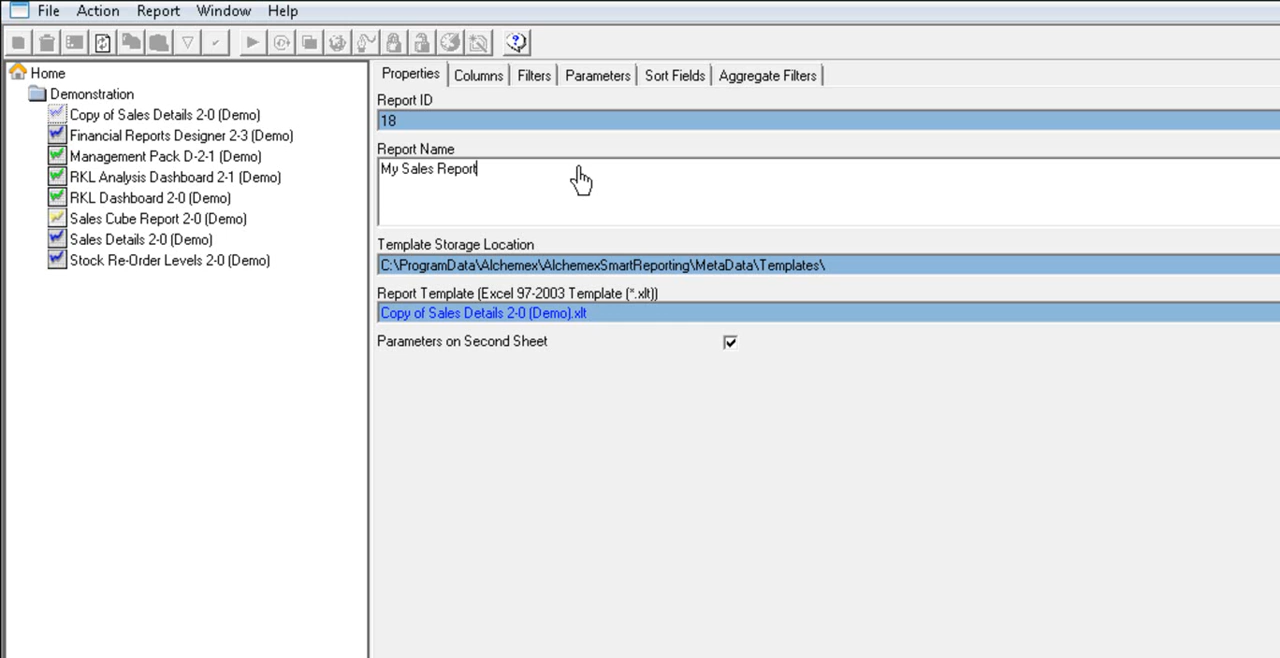 File Action Report Window Help
Home
Demonstration
Copy of Sales Details 2-0 (Demo)
Financial Reports Designer 2-3 (Demo)
Management Pack D-2-1 (Demo)
RKL Analysis Dashboard 2-1 (Demo)
RKL Dashboard 2-0 (Demo)
Sales Cube Report 2-0 (Demo)
Sales Details 2-0 (Demo)
Stock Re-Order Levels 2-0 (Demo)
Properties Columns Filters Parameters Sort Fields Aggregate Filters
Report ID
18
Report Name
My Sales Report
Template Storage Location
C:\ProgramData\Alchemex\AlchemexSmartReporting\MetaData\Templates\
Report Template (Excel 97-2003 Template (*.xlt))
Copy of Sales Details 2-0 (Demo).xlt
Parameters on Second Sheet